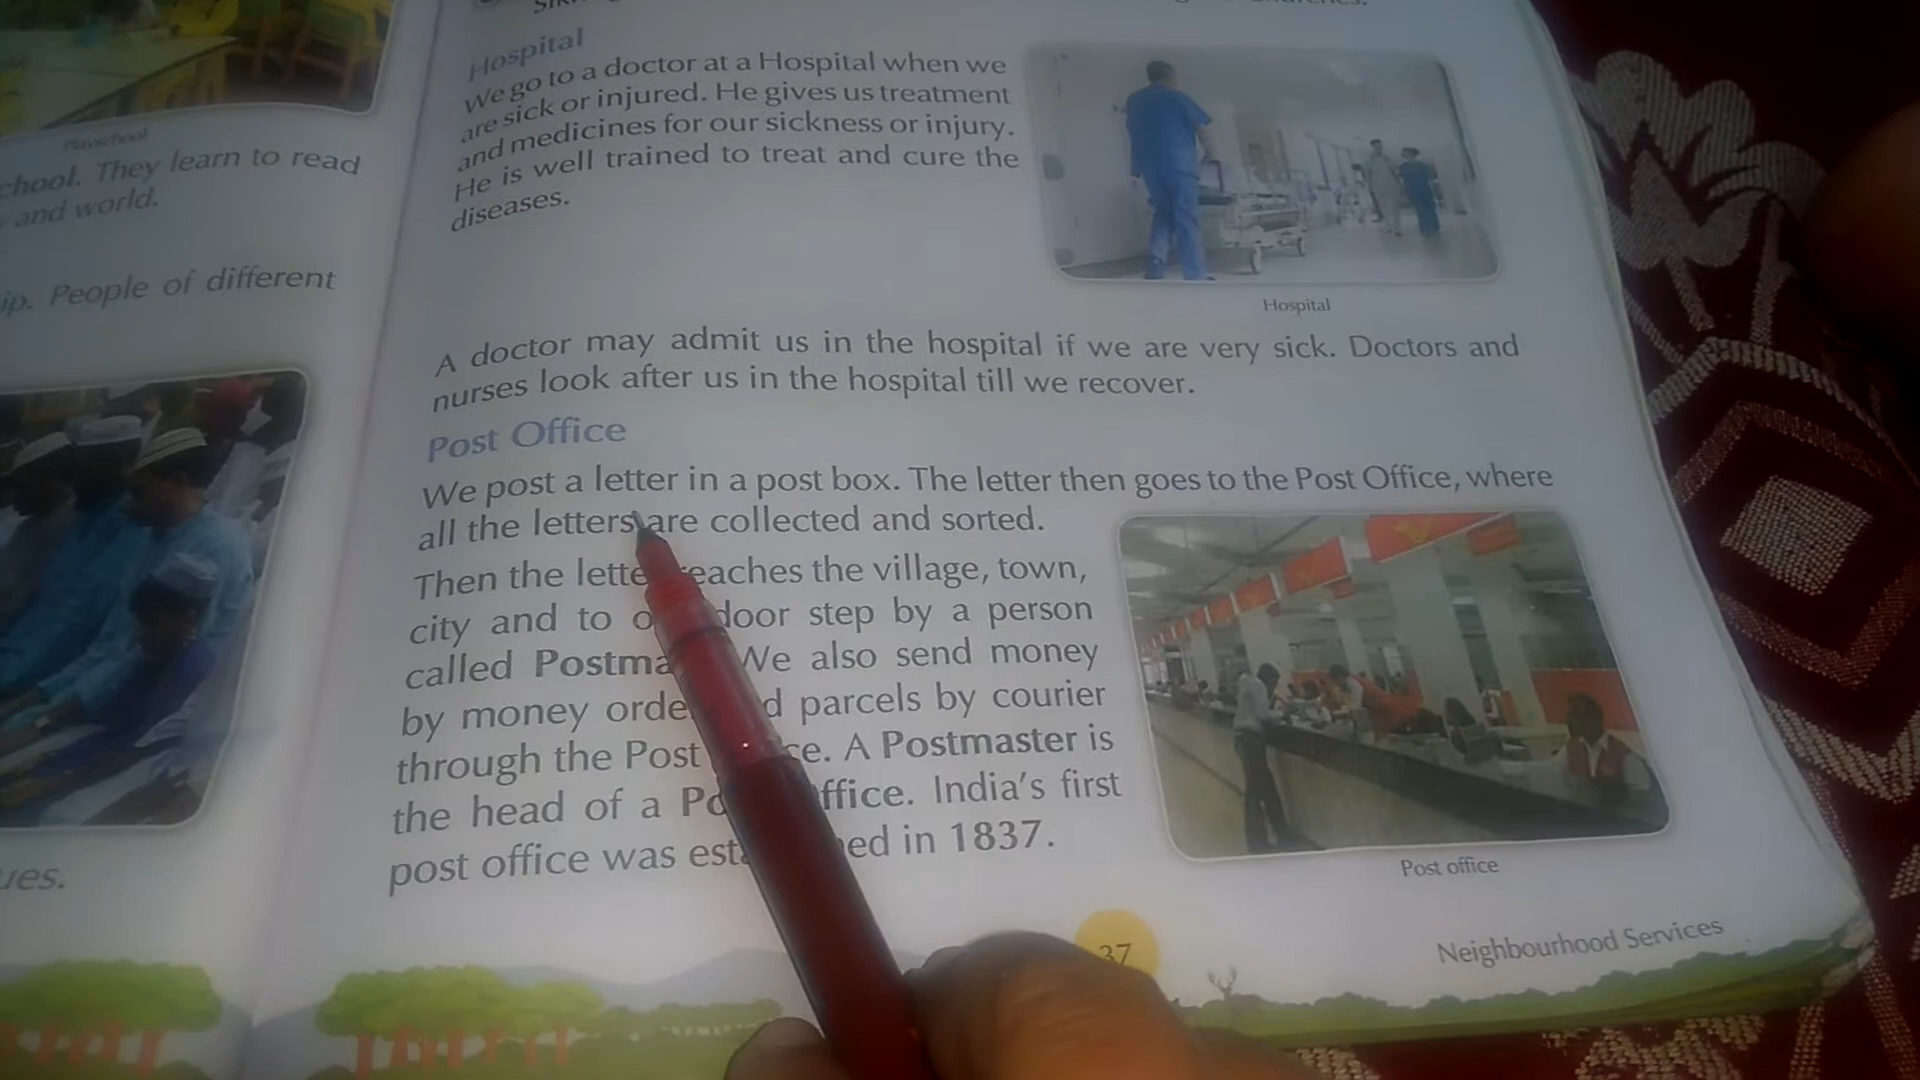 Playschool
chool. They learn to read
and world.
ip. People of different
ues.
Hospital
We go to a doctor at a Hospital when we
are sick or injured. He gives us treatment
and medicines for our sickness or injury.
He is well trained to treat and cure the
diseases.
Hospital
A doctor may admit us in the hospital if we are very sick. Doctors and
nurses look after us in the hospital till we recover.
Post Office
We post a letter in a post box. The letter then goes to the Post Office, where
all the letters are collected and sorted.
Then the lette eaches the village, town,
city and to o door step by a person
called Postma We also send money
by money orde d parcels by courier
through the Post ce. A Postmaster is
the head of a Po ffice. India's first
post office was est ed in 1837.
Post office
37
Neighbourhood Services